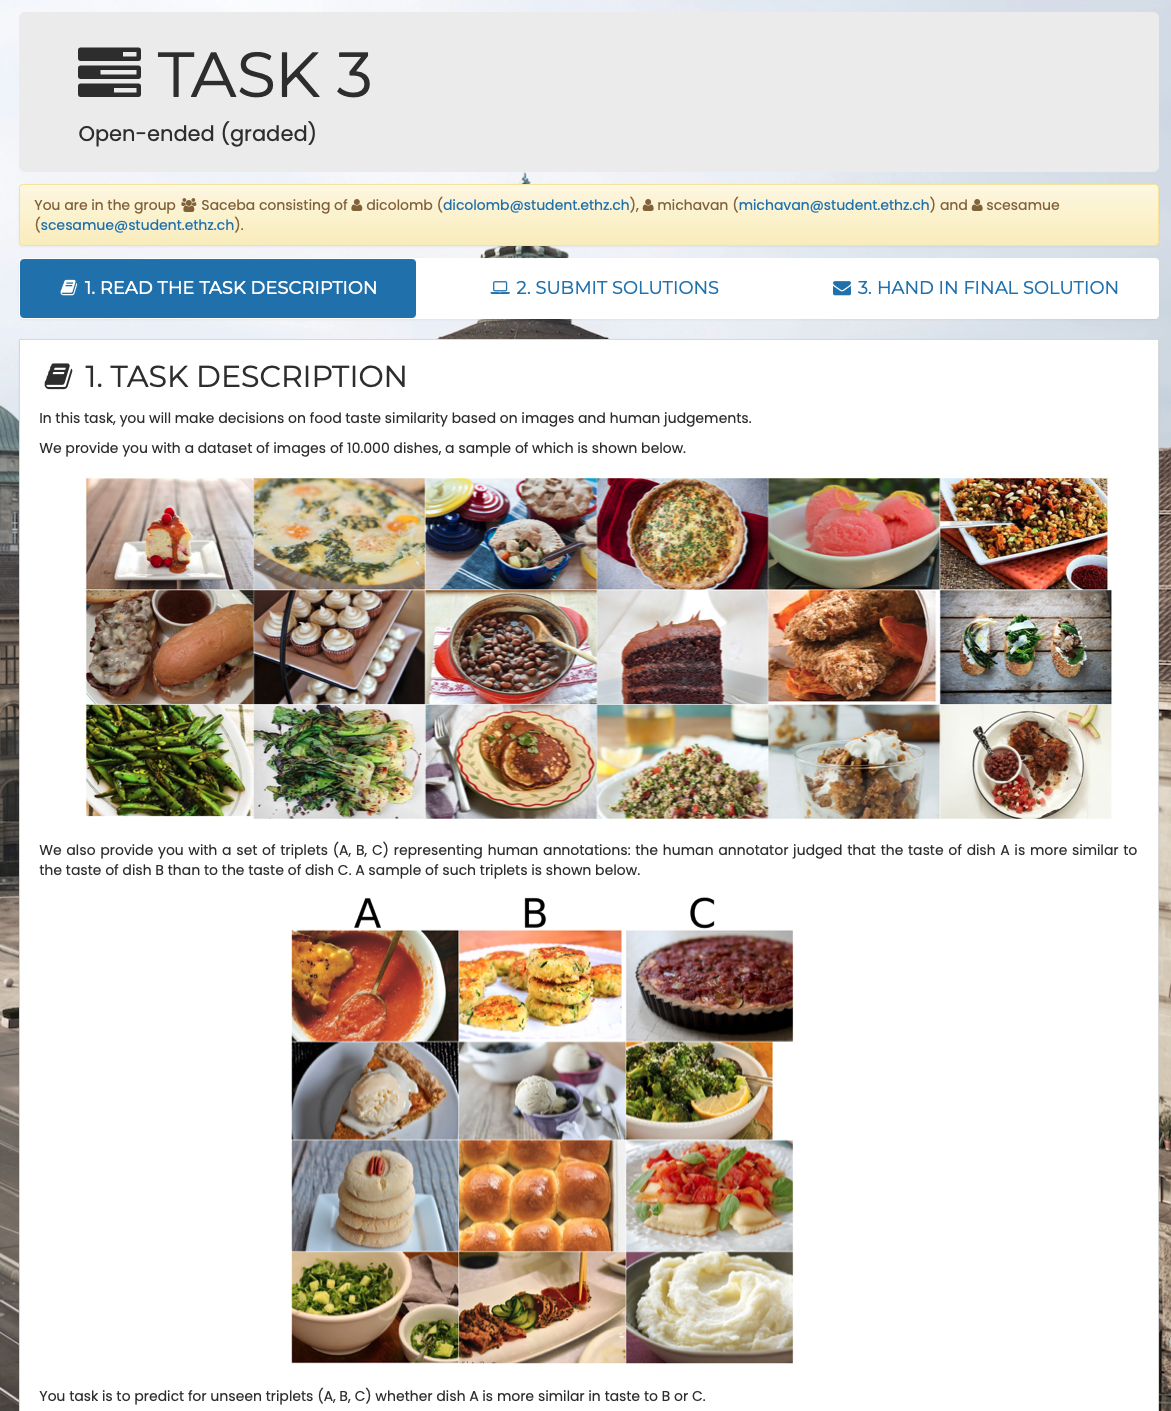 TASK 3
Open-ended (graded)
You are in the group Saceba consisting of dicolomb (dicolomb@student.ethz.ch), michavan (michavan@student.ethz.ch) and scesamue
(scesamue@student.ethz.ch).
1. READ THE TASK DESCRIPTION
2. SUBMIT SOLUTIONS
3. HAND IN FINAL SOLUTION
1. TASK DESCRIPTION
In this task, you will make decisions on food taste similarity based on images and human judgements.
We provide you with a dataset of images of 10.000 dishes, a sample of which is shown below.
We also provide you with a set of triplets (A, B, C) representing human annotations: the human annotator judged that the taste of dish A is more similar to
the taste of dish B than to the taste of dish C. A sample of such triplets is shown below.
A B C
You task is to predict for unseen triplets (A, B, C) whether dish A is more similar in taste to B or C.